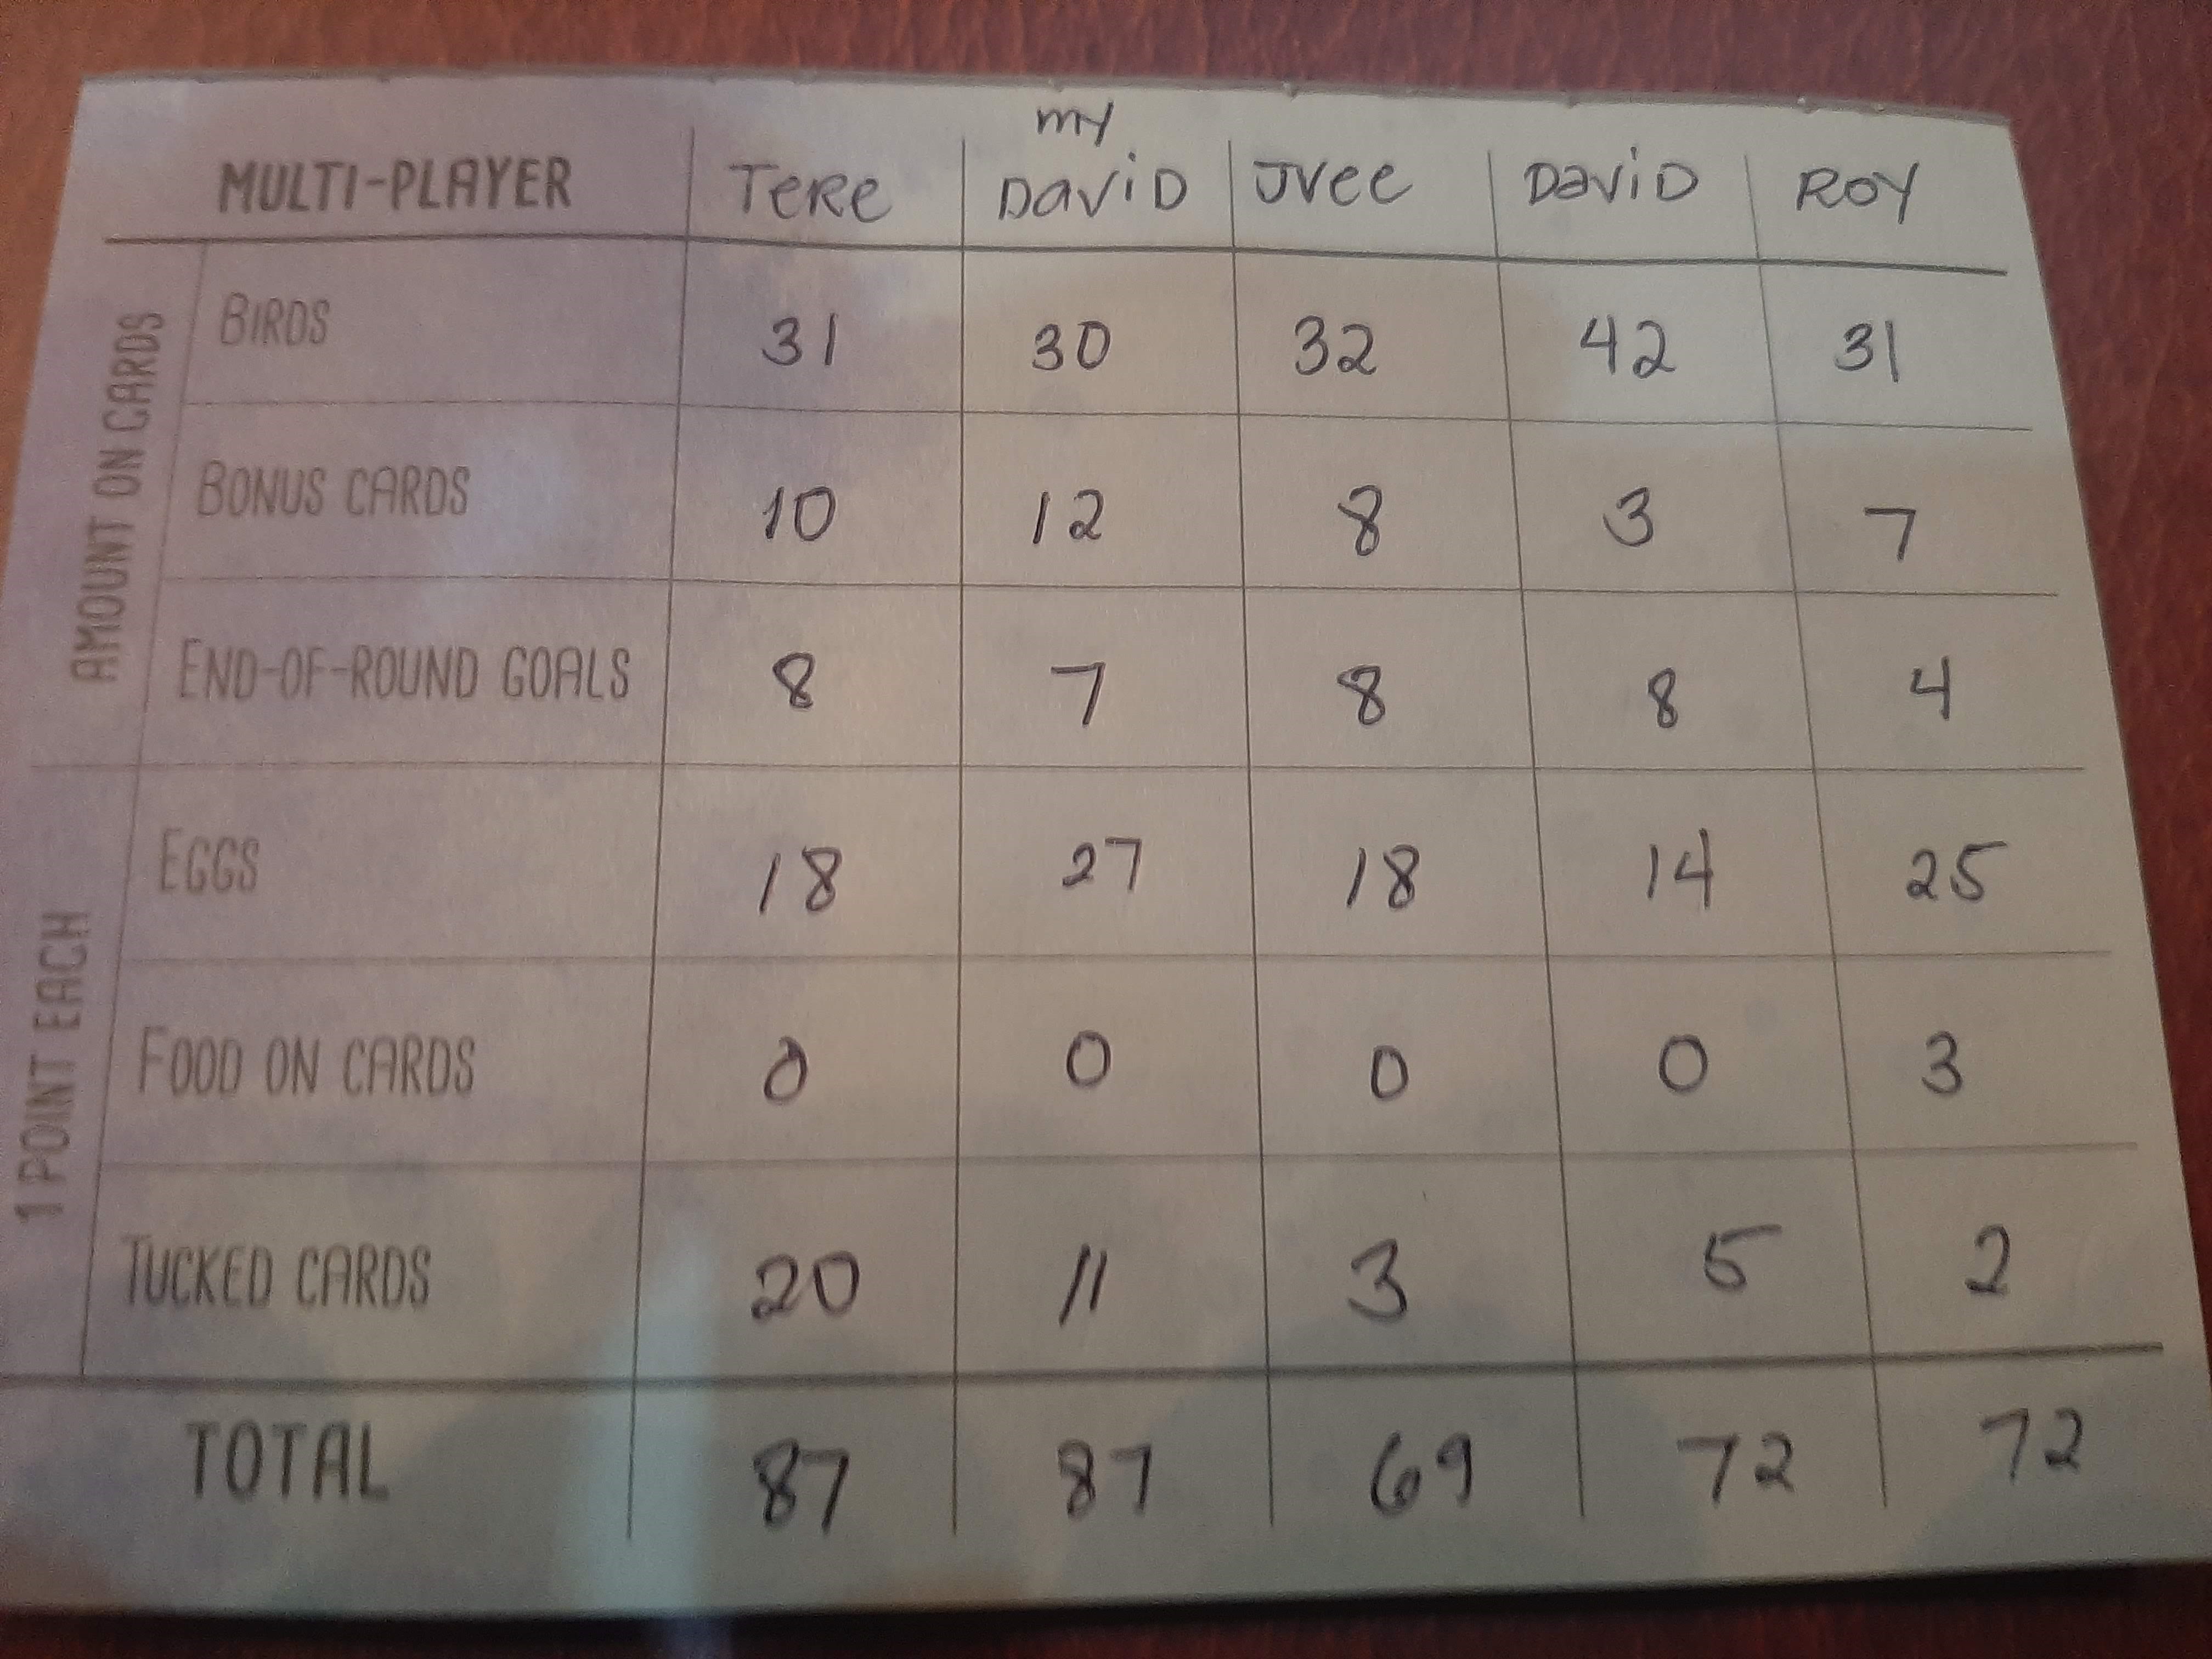 my
MULTI-PLAYER TeRe DaviD Jvee DaviD ROY
AMOUNT ON CARDS
BIRDS 31 30 32 42 31
BONUS CARDS 10 12 8 3 7
END-OF-ROUND GOALS 8 7 8 8 4
1 POINT EACH
EGGS 18 27 18 14 25
FOOD ON CARDS 0 0 0 0 3
TUCKED CARDS 20 11 3 5 2
TOTAL 87 87 69 72 72